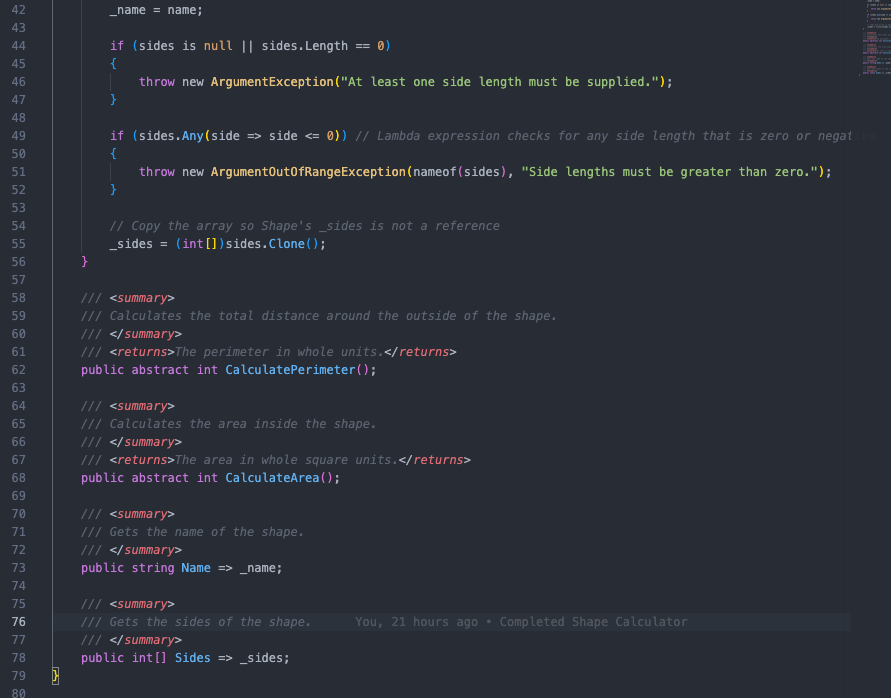 42 _name = name;
43
44 if (sides is null || sides.Length == 0)
45 {
46 throw new ArgumentException("At least one side length must be supplied.");
47 }
48
49 if (sides.Any(side => side <= 0)) // Lambda expression checks for any side length that is zero or negat
50 {
51 throw new ArgumentOutOfRangeException(nameof(sides), "Side lengths must be greater than zero.");
52 }
53
54 // Copy the array so Shape's _sides is not a reference
55 _sides = (int[])sides.Clone();
56 }
57
58 /// <summary>
59 /// Calculates the total distance around the outside of the shape.
60 /// </summary>
61 /// <returns>The perimeter in whole units.</returns>
62 public abstract int CalculatePerimeter();
63
64 /// <summary>
65 /// Calculates the area inside the shape.
66 /// </summary>
67 /// <returns>The area in whole square units.</returns>
68 public abstract int CalculateArea();
69
70 /// <summary>
71 /// Gets the name of the shape.
72 /// </summary>
73 public string Name => _name;
74
75 /// <summary>
76 /// Gets the sides of the shape. You, 21 hours ago • Completed Shape Calculator
77 /// </summary>
78 public int[] Sides => _sides;
79 }
80